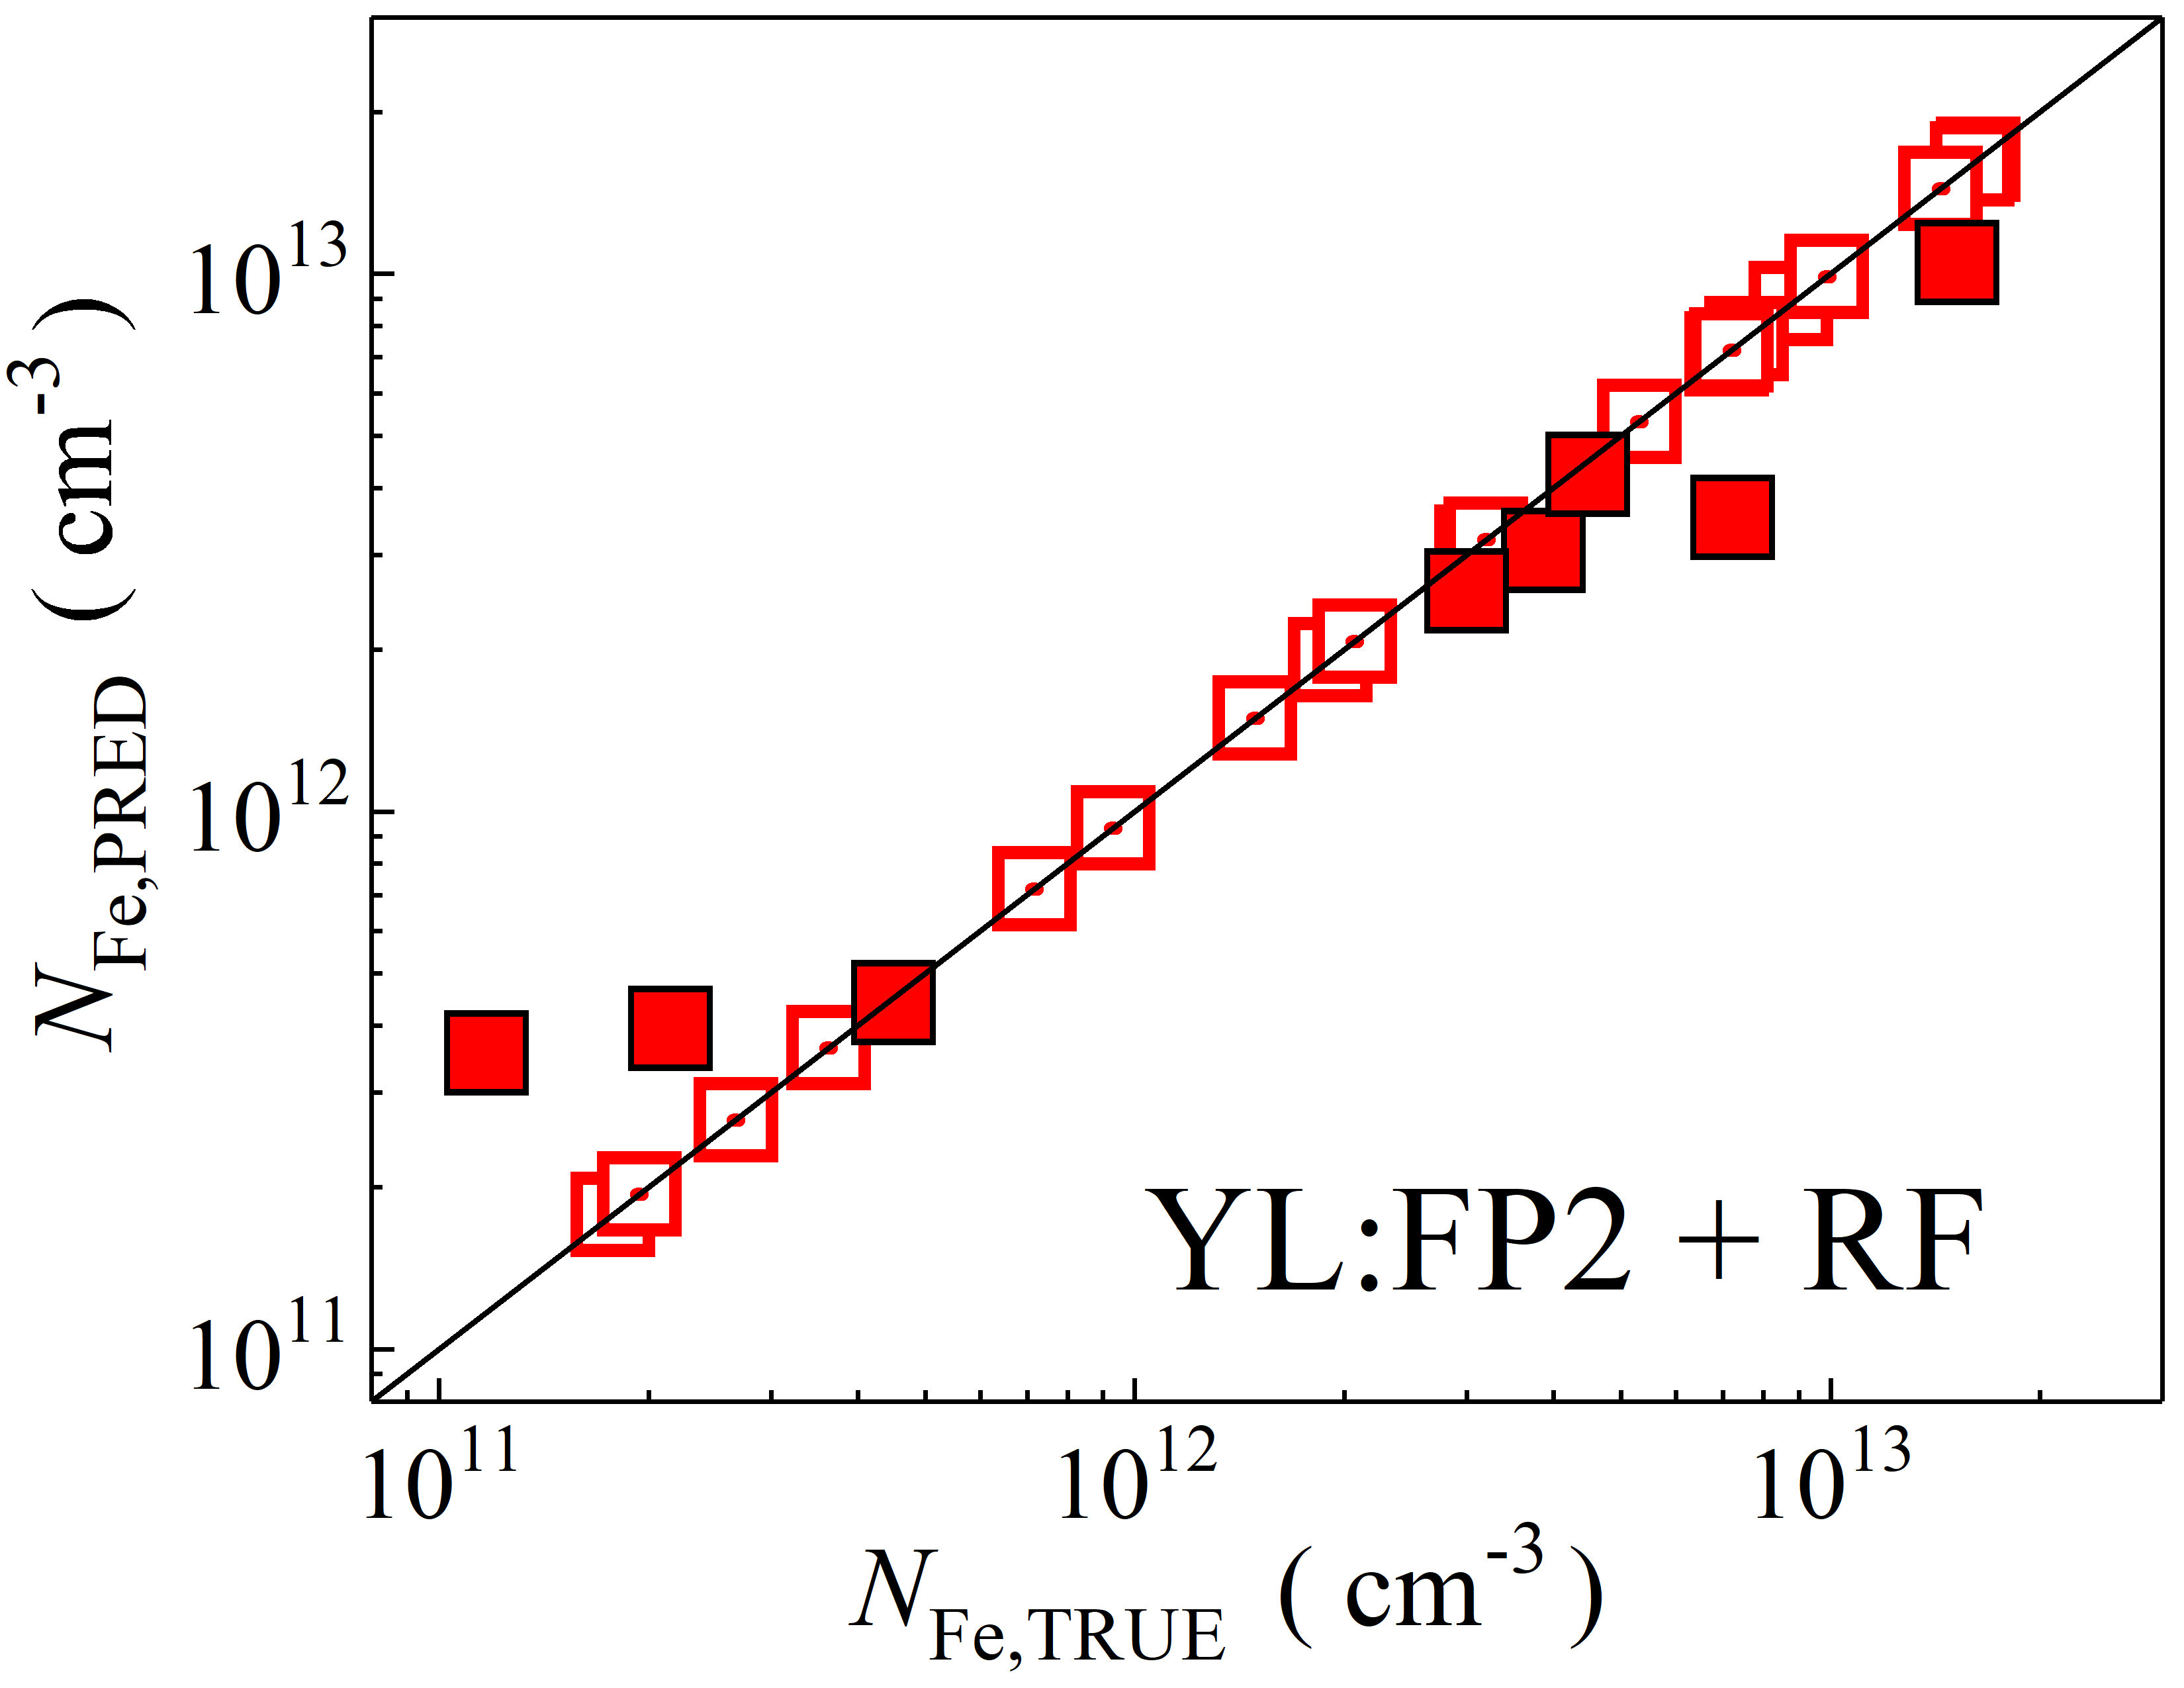 N_Fe,PRED ( cm^-3 )
10^13
10^12
10^11
YL:FP2 + RF
10^11 10^12 10^13
N_Fe,TRUE ( cm^-3 )